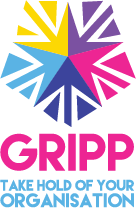 GRIPP
TAKE HOLD OF YOUR
ORGANISATION